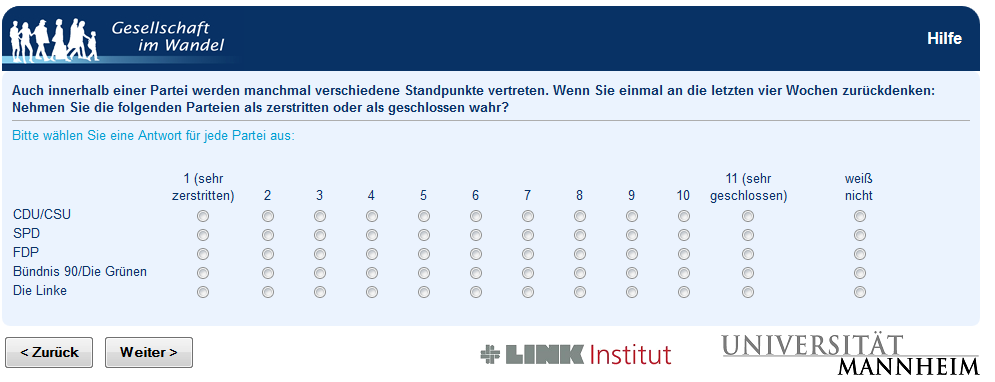 Gesellschaft
im Wandel
Hilfe
Auch innerhalb einer Partei werden manchmal verschiedene Standpunkte vertreten. Wenn Sie einmal an die letzten vier Wochen zurückdenken:
Nehmen Sie die folgenden Parteien als zerstritten oder als geschlossen wahr?
Bitte wählen Sie eine Antwort für jede Partei aus:
1 (sehr 11 (sehr weiß
zerstritten) 2 3 4 5 6 7 8 9 10 geschlossen) nicht
CDU/CSU
SPD
FDP
Bündnis 90/Die Grünen
Die Linke
< Zurück Weiter >
LINK Institut
UNIVERSITÄT
MANNHEIM